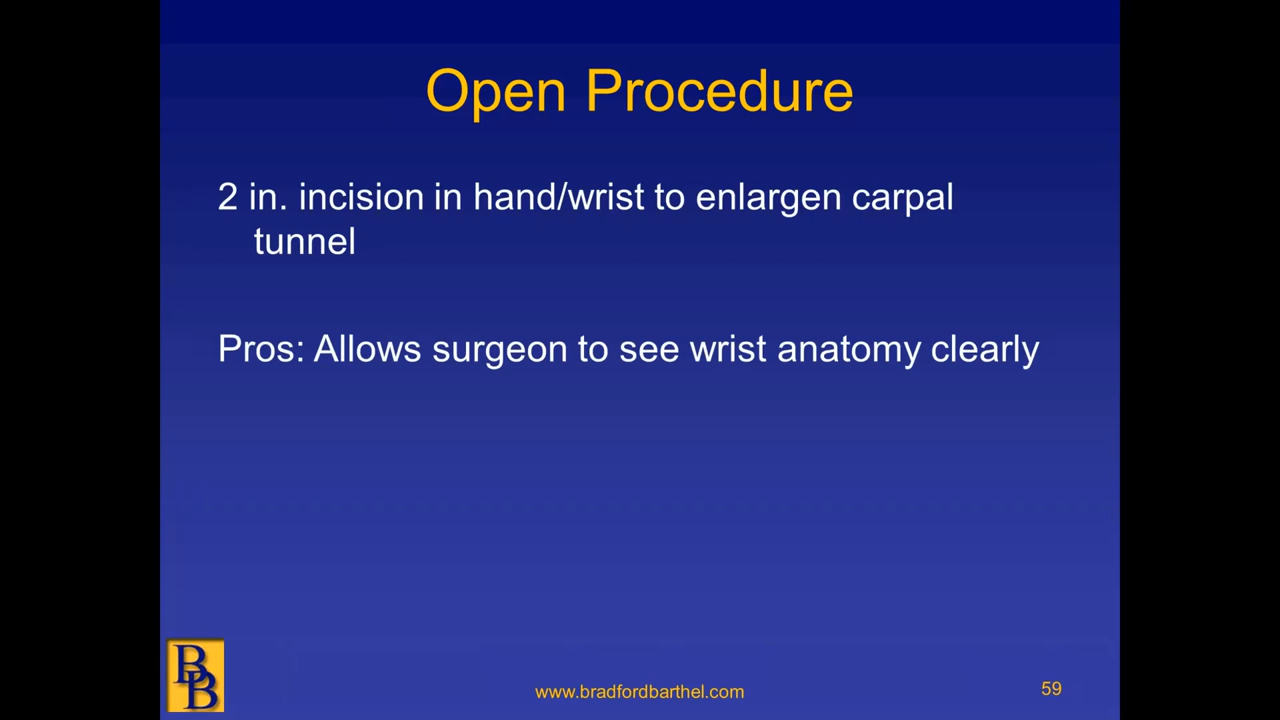 Open Procedure
2 in. incision in hand/wrist to enlargen carpal
tunnel
Pros: Allows surgeon to see wrist anatomy clearly
BB
www.bradfordbarthel.com
59